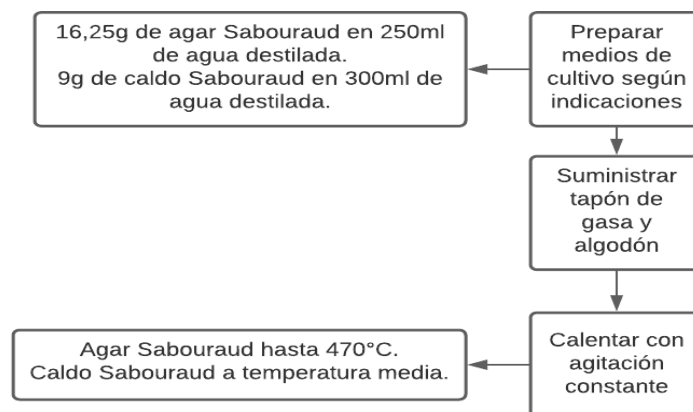 16,25g de agar Sabouraud en 250ml
de agua destilada.
9g de caldo Sabouraud en 300ml de
agua destilada.
Preparar
medios de
cultivo según
indicaciones
Suministrar
tapón de
gasa y
algodón
Agar Sabouraud hasta 470°C.
Caldo Sabouraud a temperatura media.
Calentar con
agitación
constante